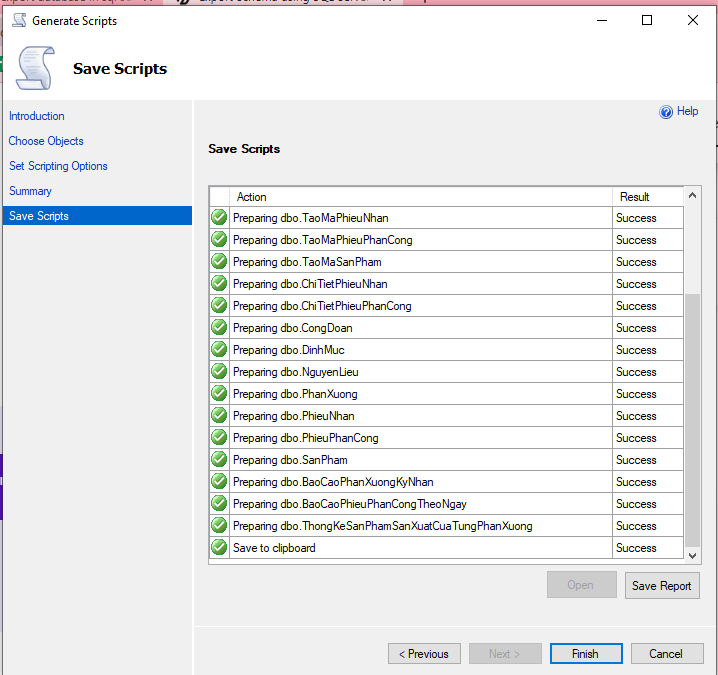 Generate Scripts
Save Scripts
Introduction
Choose Objects
Set Scripting Options
Summary
Save Scripts
Help
Save Scripts
Action Result
Preparing dbo.TaoMaPhieuNhan Success
Preparing dbo.TaoMaPhieuPhanCong Success
Preparing dbo.TaoMaSanPham Success
Preparing dbo.ChiTietPhieuNhan Success
Preparing dbo.ChiTietPhieuPhanCong Success
Preparing dbo.CongDoan Success
Preparing dbo.DinhMuc Success
Preparing dbo.NguyenLieu Success
Preparing dbo.PhanXuong Success
Preparing dbo.PhieuNhan Success
Preparing dbo.PhieuPhanCong Success
Preparing dbo.SanPham Success
Preparing dbo.BaoCaoPhanXuongKyNhan Success
Preparing dbo.BaoCaoPhieuPhanCongTheoNgay Success
Preparing dbo.ThongKeSanPhamSanXuatCuaTungPhanXuong Success
Save to clipboard Success
Open Save Report
< Previous Next > Finish Cancel